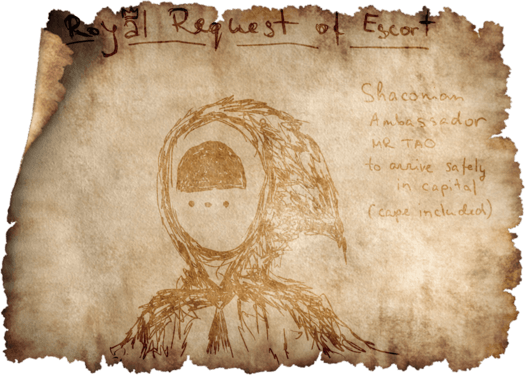 Royal Request of Escort
Shacoman
Ambassador
MR TAO
to arrive safely
in capital
(cape included)